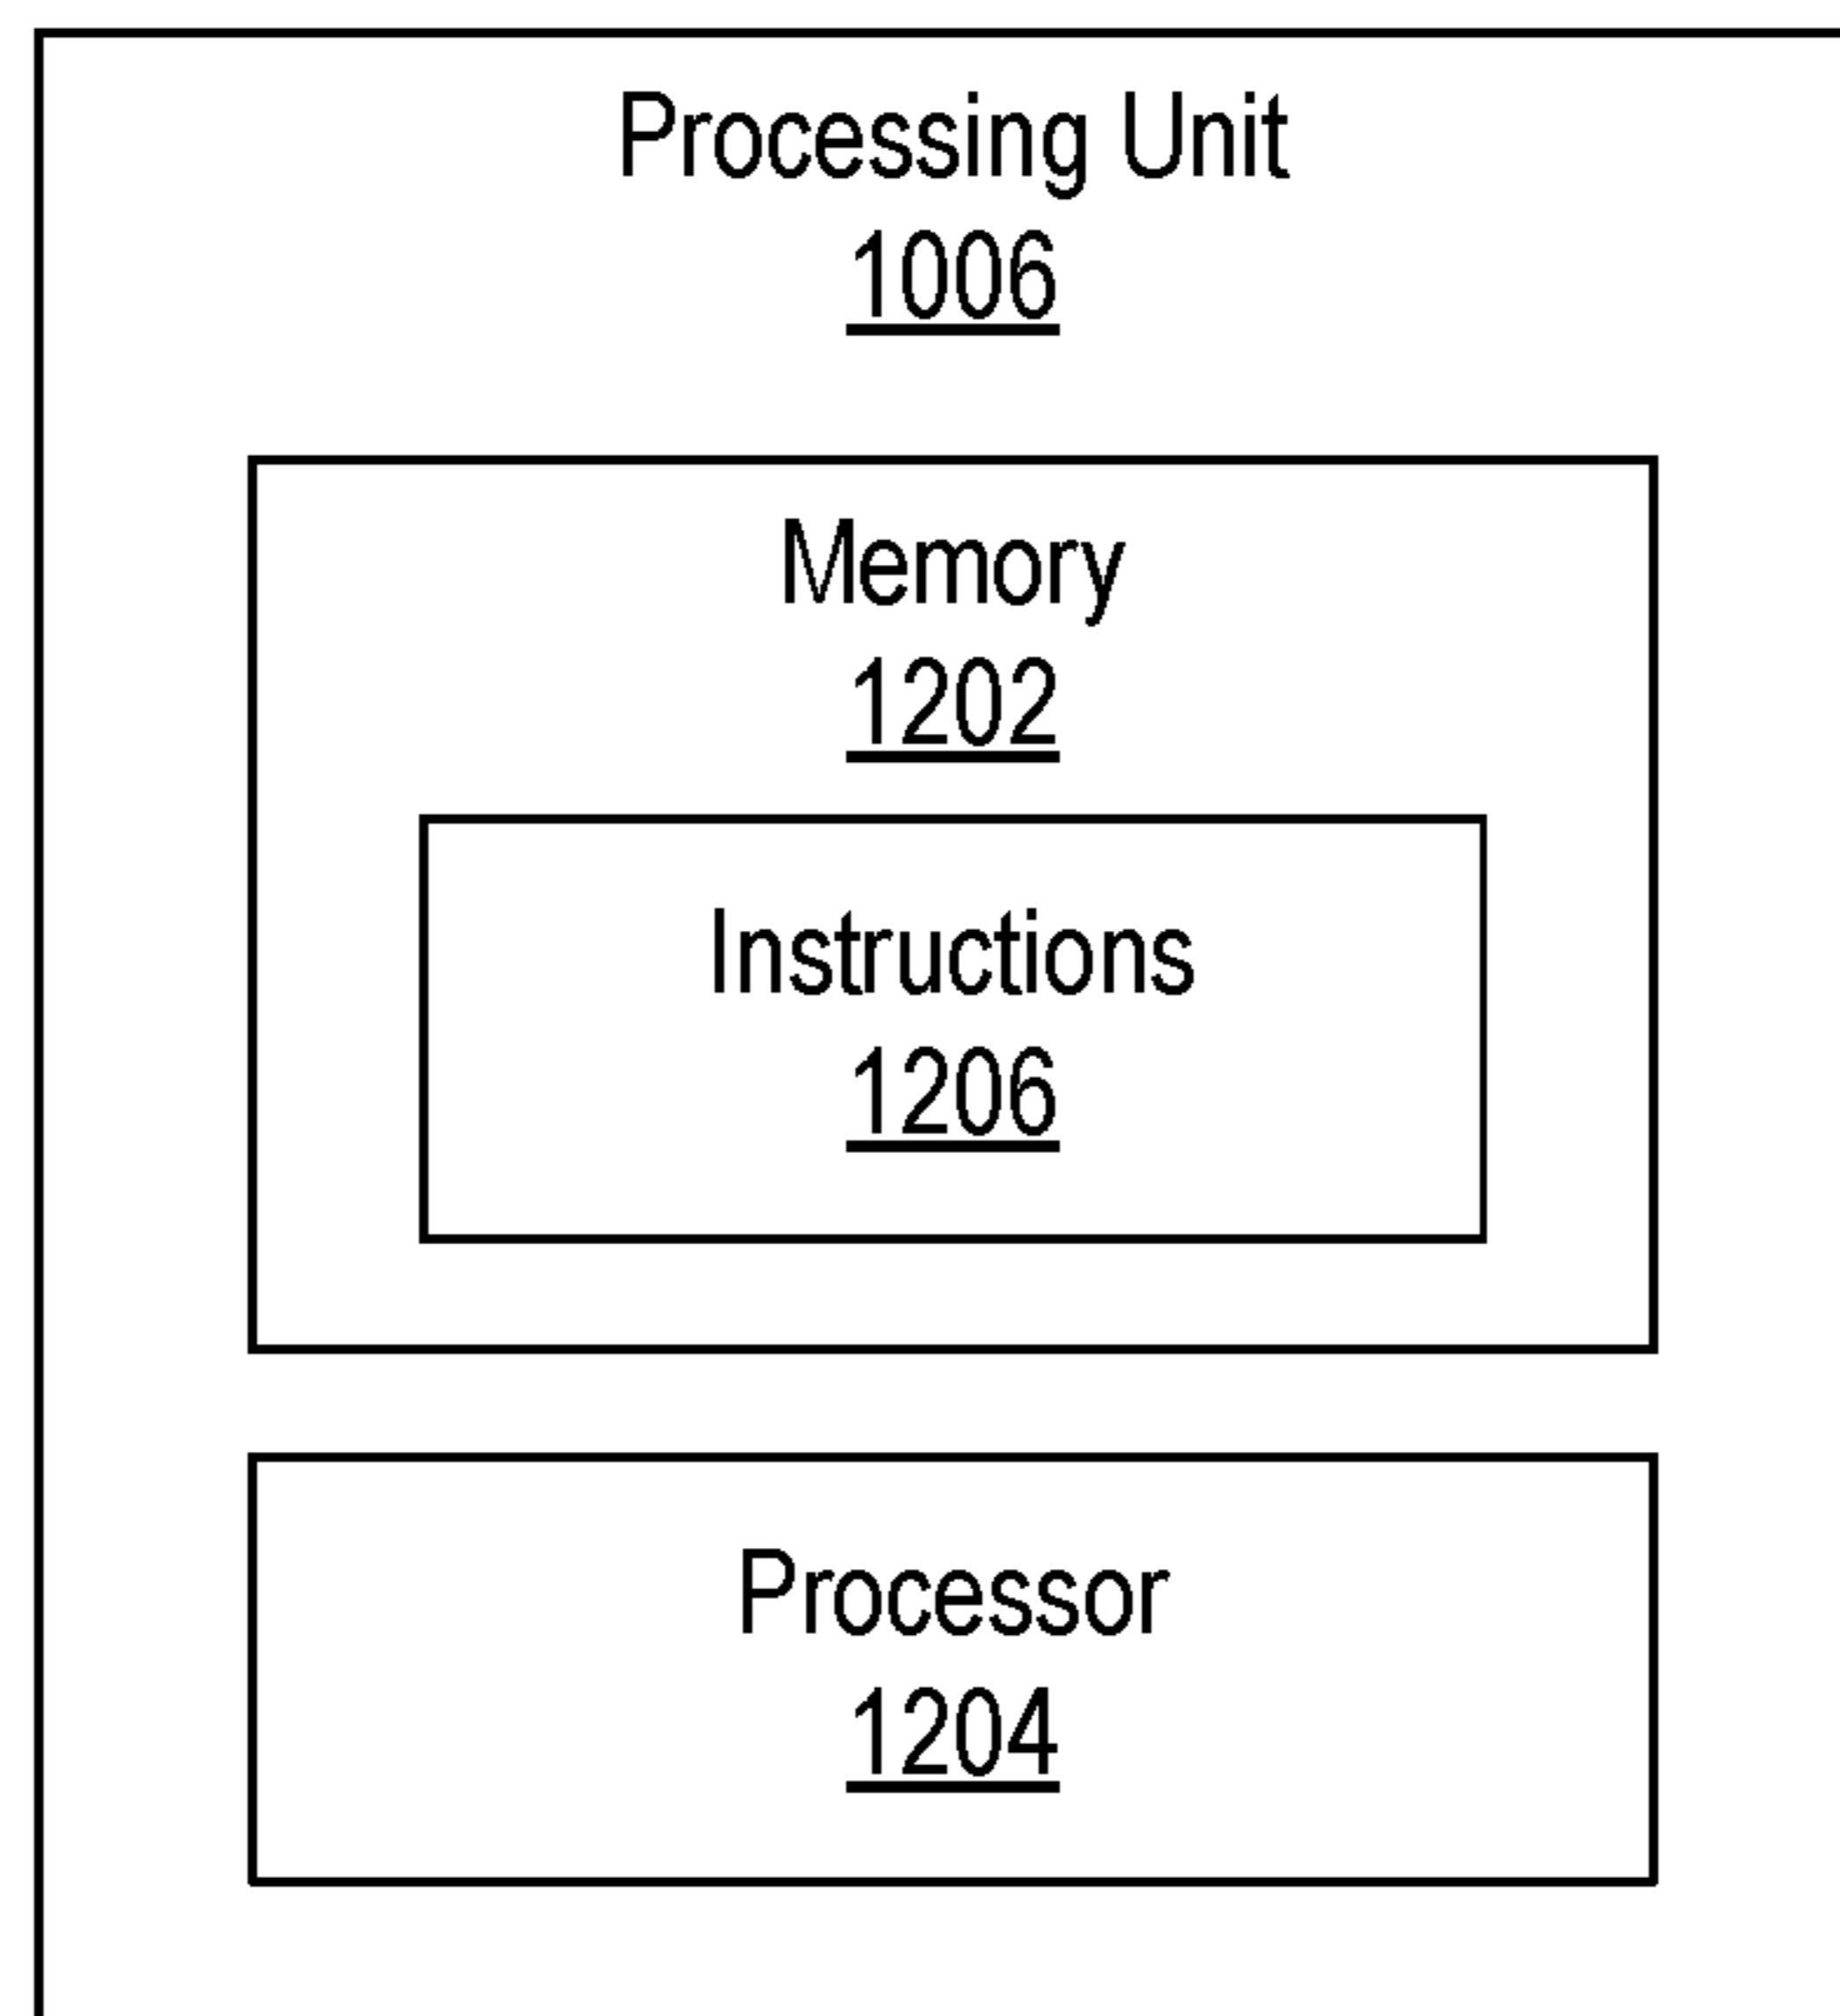 Processing Unit
1006
Memory
1202
Instructions
1206
Processor
1204